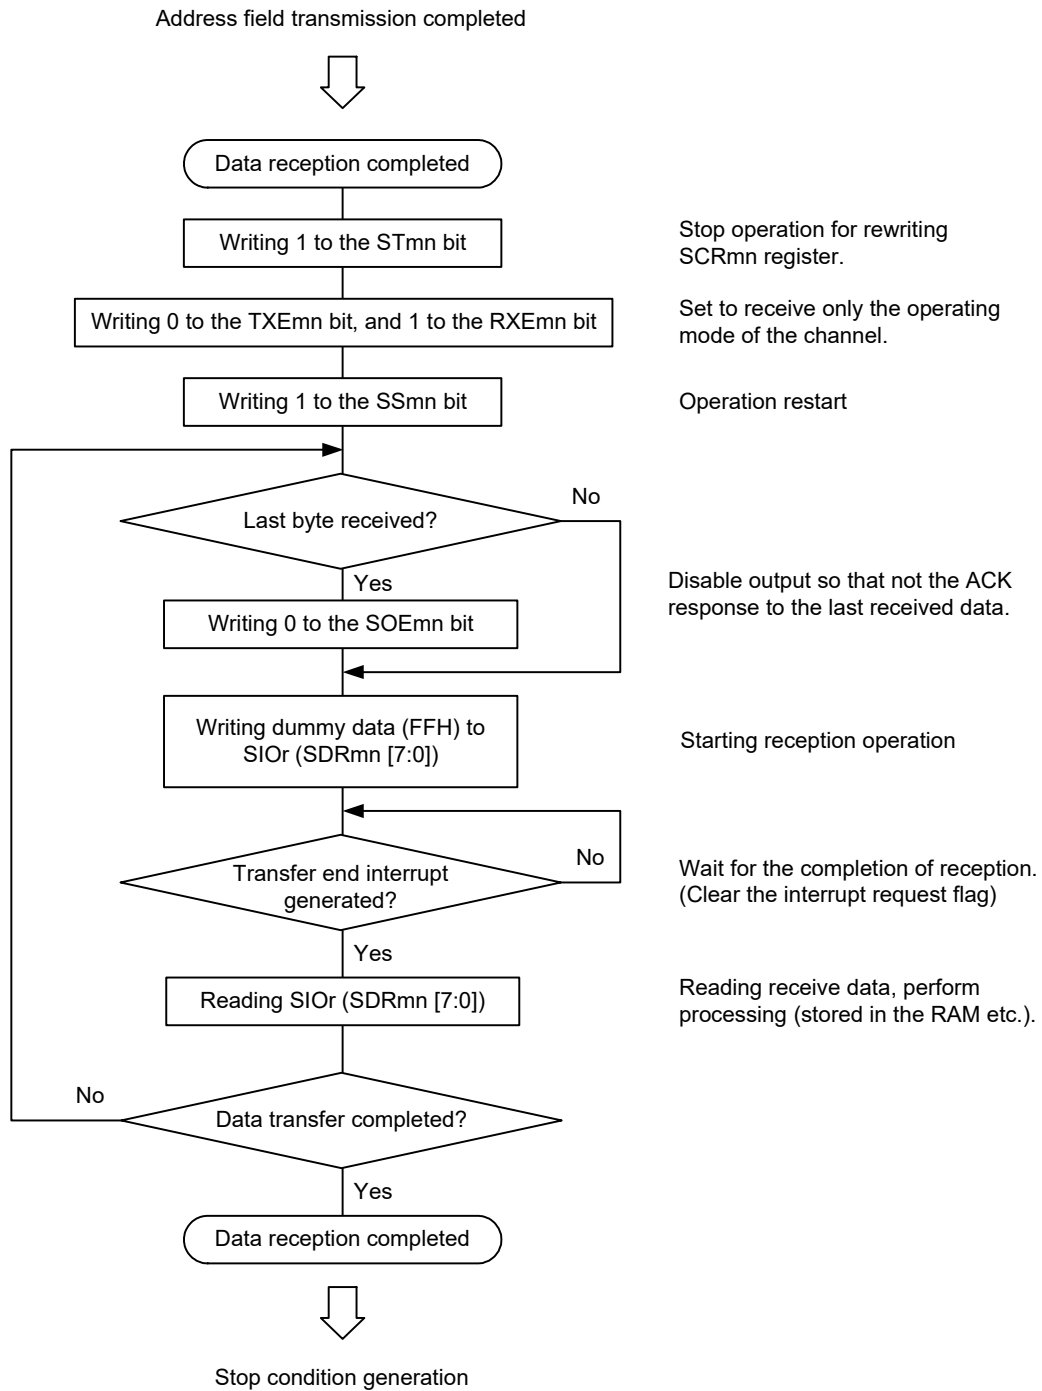 Address field transmission completed
Data reception completed
Writing 1 to the STmn bit
Stop operation for rewriting
SCRmn register.
Writing 0 to the TXEmn bit, and 1 to the RXEmn bit
Set to receive only the operating
mode of the channel.
Writing 1 to the SSmn bit
Operation restart
No
Last byte received?
Yes
Disable output so that not the ACK
response to the last received data.
Writing 0 to the SOEmn bit
Writing dummy data (FFH) to
SIOr (SDRmn [7:0])
Starting reception operation
No
Transfer end interrupt
generated?
Wait for the completion of reception.
(Clear the interrupt request flag)
Yes
Reading SIOr (SDRmn [7:0])
Reading receive data, perform
processing (stored in the RAM etc.).
No
Data transfer completed?
Yes
Data reception completed
Stop condition generation